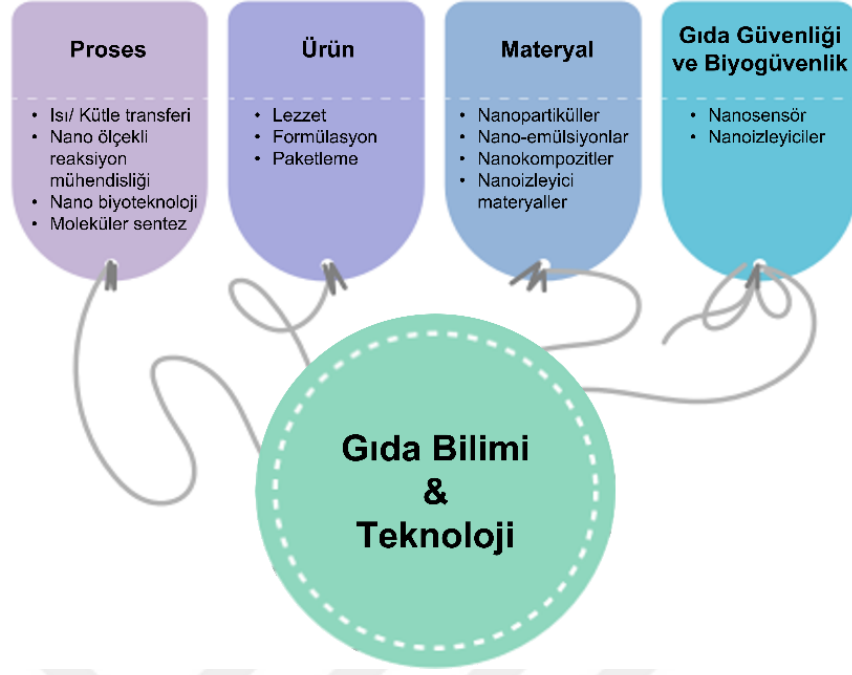 Proses
• Isı/ Kütle transferi
• Nano ölçekli
reaksiyon
mühendisliği
• Nano biyoteknoloji
• Moleküler sentez
Ürün
• Lezzet
• Formülasyon
• Paketleme
Materyal
• Nanopartiküller
• Nano-emülsiyonlar
• Nanokompozitler
• Nanoizleyici
materyaller
Gıda Güvenliği
ve Biyogüvenlik
• Nanosensör
• Nanoizleyiciler
Gıda Bilimi
&
Teknoloji